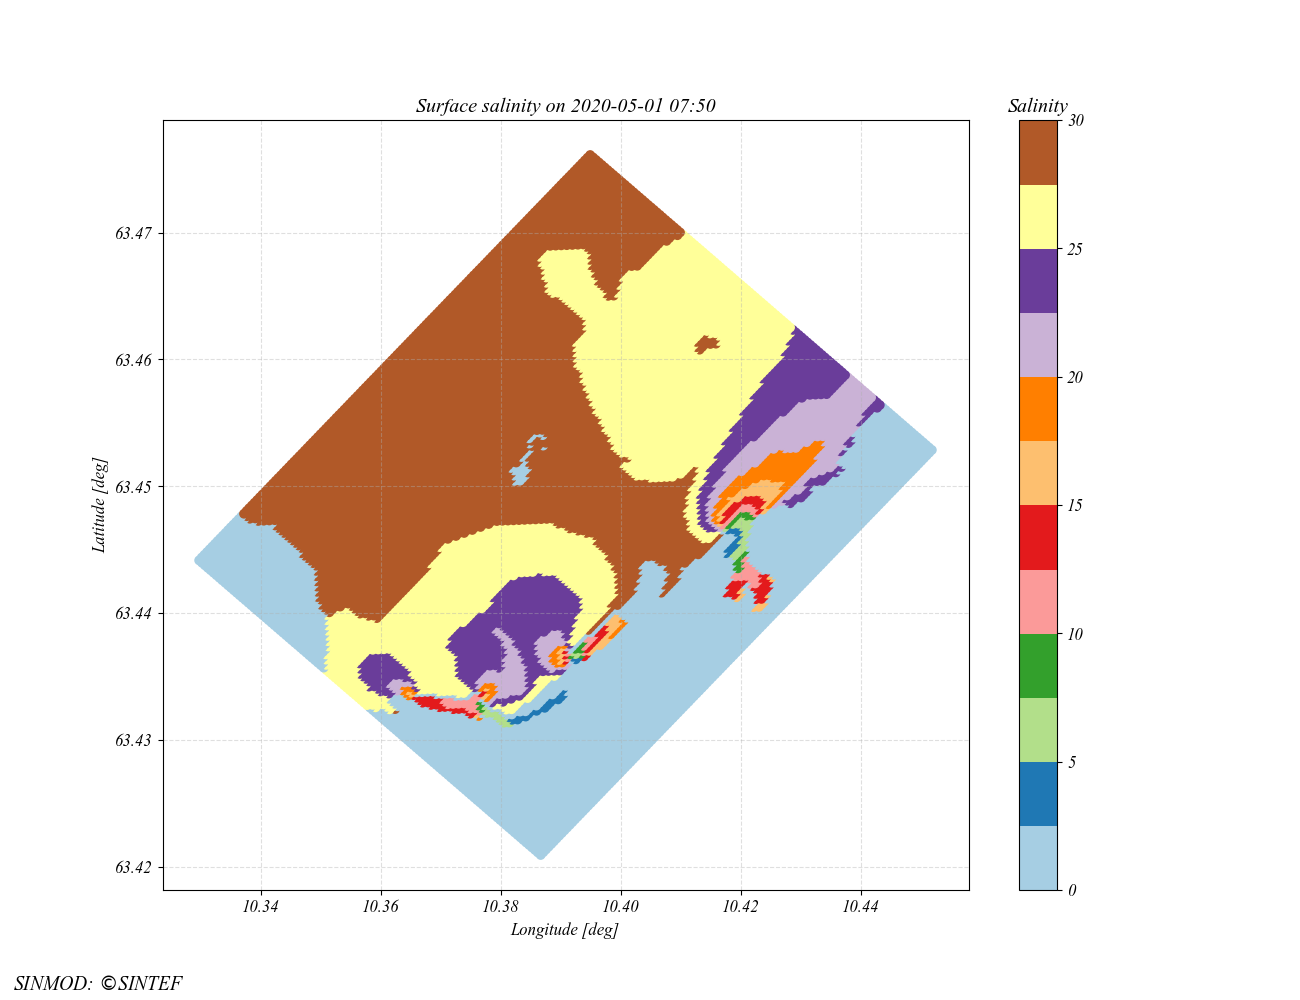 Surface salinity on 2020-05-01 07:50
Salinity
30
25
20
15
10
5
0
63.47
63.46
63.45
63.44
63.43
63.42
Latitude [deg]
10.34 10.36 10.38 10.40 10.42 10.44
Longitude [deg]
SINMOD: ©SINTEF